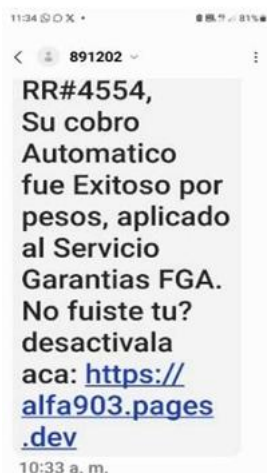 11:34
81%
891202
RR#4554,
Su cobro
Automatico
fue Exitoso por
pesos, aplicado
al Servicio
Garantias FGA.
No fuiste tu?
desactivala
aca: https://
alfa903.pages
.dev
10:33 a. m.